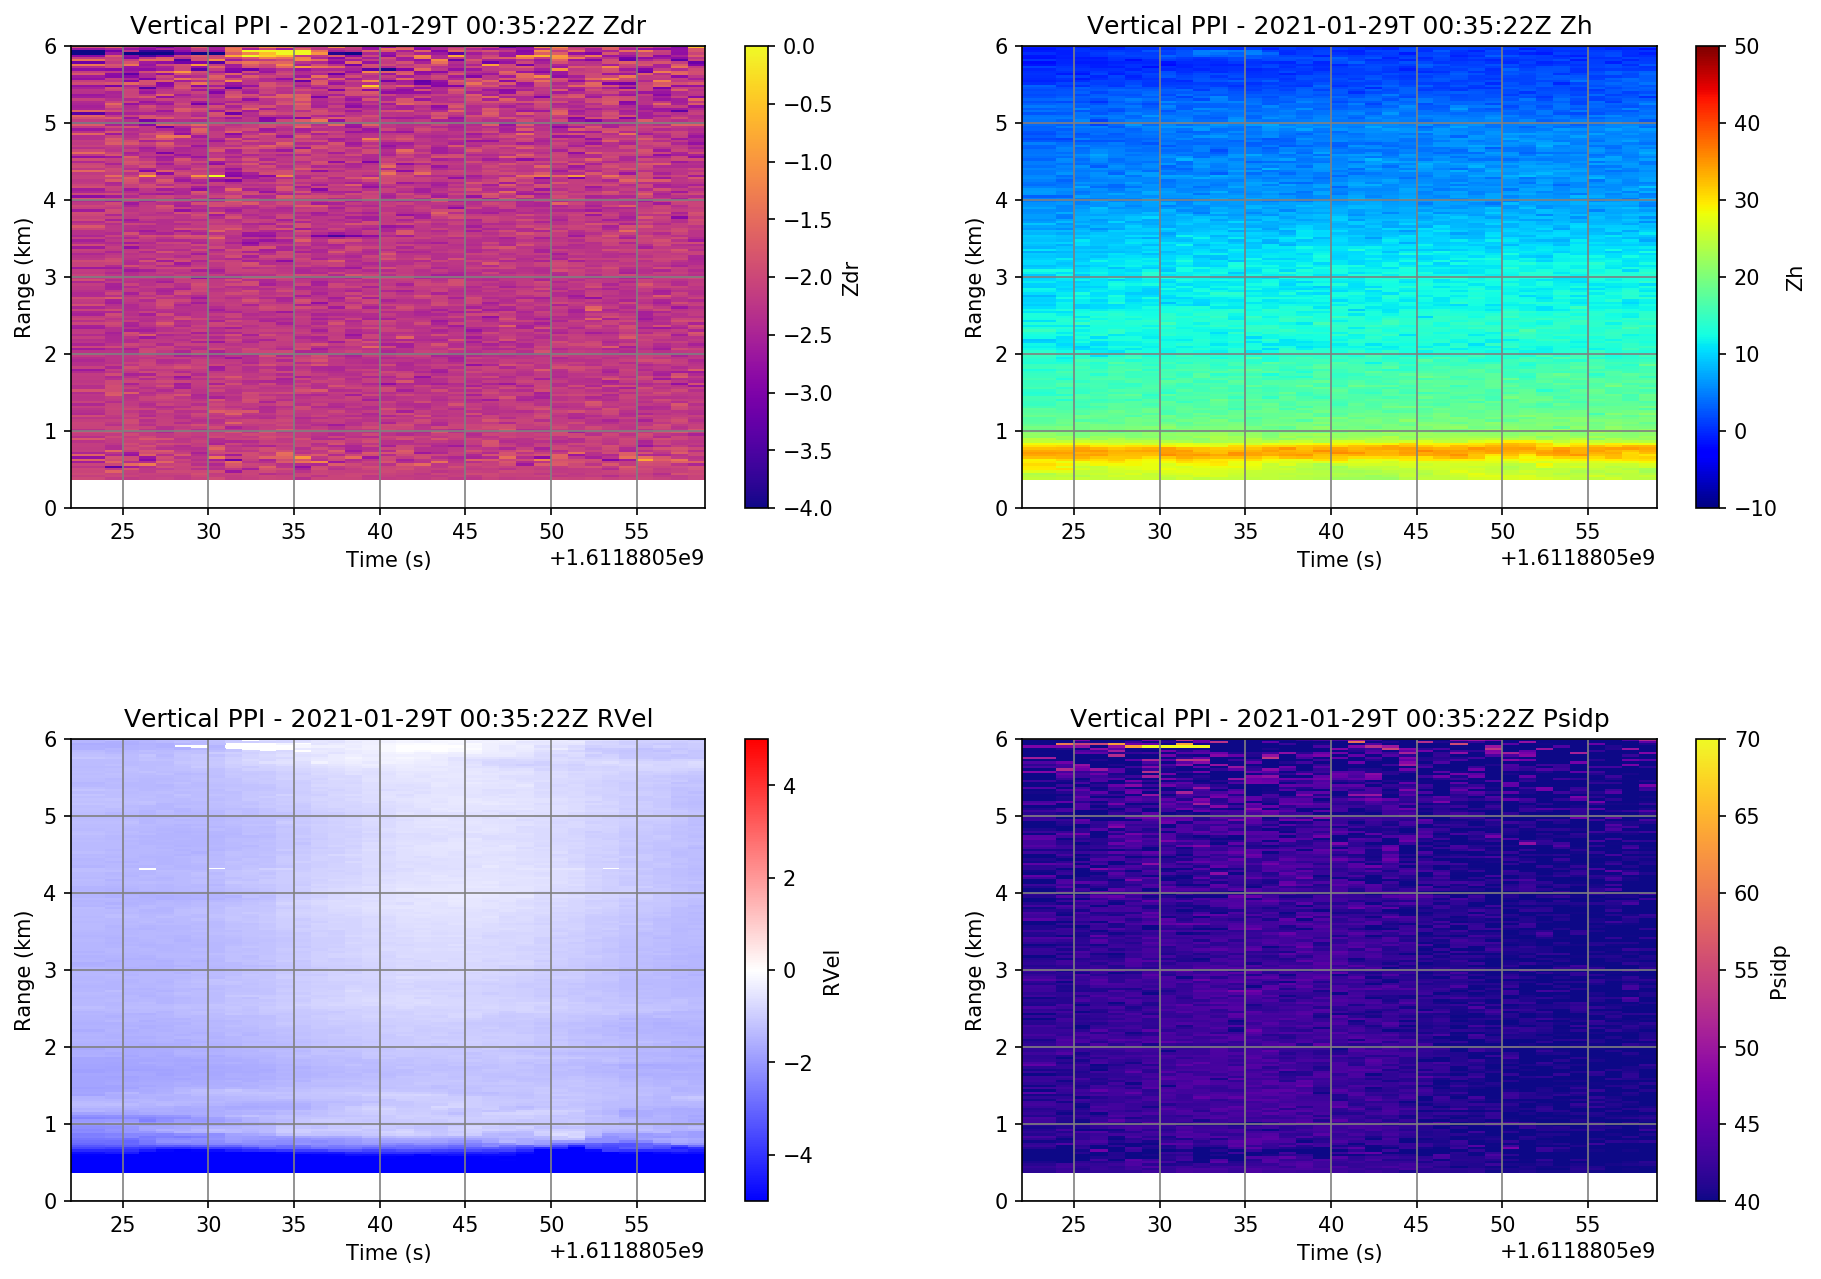 Vertical PPI - 2021-01-29T 00:35:22Z Zdr
6
5
4
3
2
1
0
Range (km)
25 30 35 40 45 50 55
Time (s)
+1.6118805e9
0.0
−0.5
−1.0
−1.5
−2.0
−2.5
−3.0
−3.5
−4.0
Zdr
Vertical PPI - 2021-01-29T 00:35:22Z Zh
6
5
4
3
2
1
0
Range (km)
25 30 35 40 45 50 55
Time (s)
+1.6118805e9
50
40
30
20
10
0
−10
Zh
Vertical PPI - 2021-01-29T 00:35:22Z RVel
6
5
4
3
2
1
0
Range (km)
25 30 35 40 45 50 55
Time (s)
+1.6118805e9
4
2
0
−2
−4
RVel
Vertical PPI - 2021-01-29T 00:35:22Z Psidp
6
5
4
3
2
1
0
Range (km)
25 30 35 40 45 50 55
Time (s)
+1.6118805e9
70
65
60
55
50
45
40
Psidp